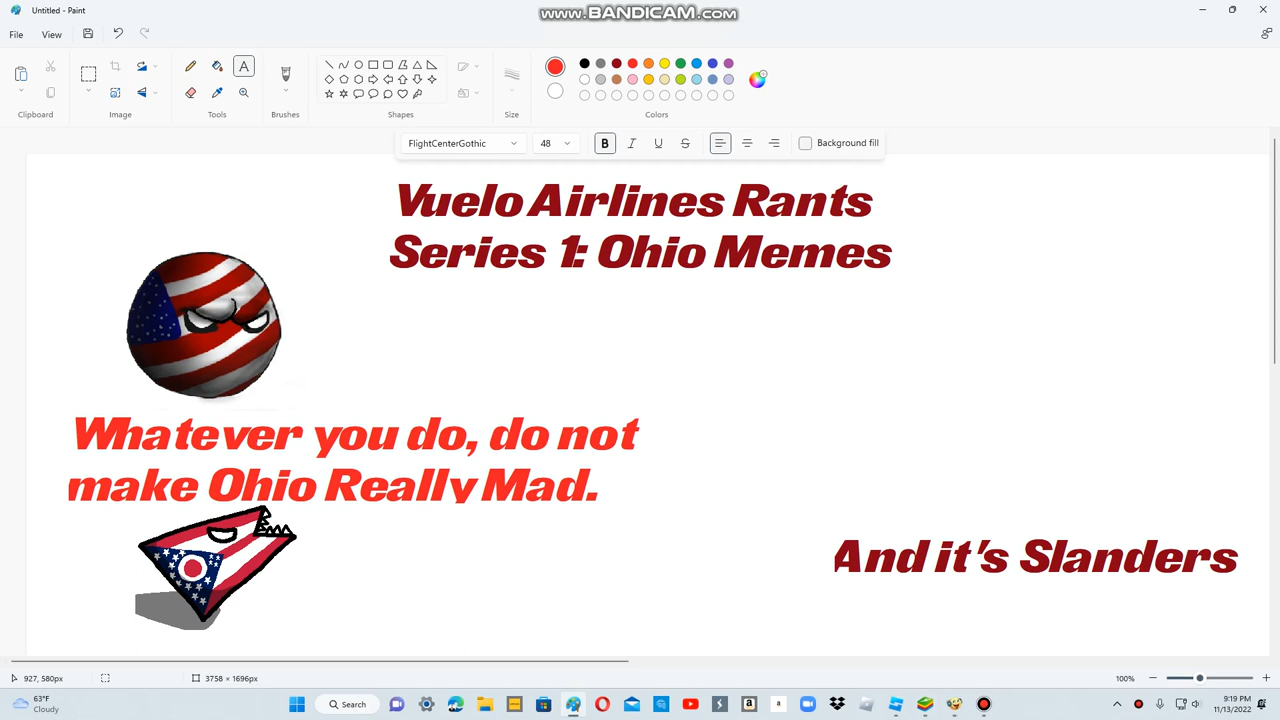 Untitled - Paint
www.BANDICAM.com
File View
Clipboard Image Tools Brushes Shapes Size Colors
FlightCenterGothic 48 B I U S Background fill
Vuelo Airlines Rants
Series 1: Ohio Memes
Whatever you do, do not
make Ohio Really Mad.
And it's Slanders
927, 580px 3758 × 1696px 100%
63°F
Cloudy
Search
9:19 PM
11/13/2022